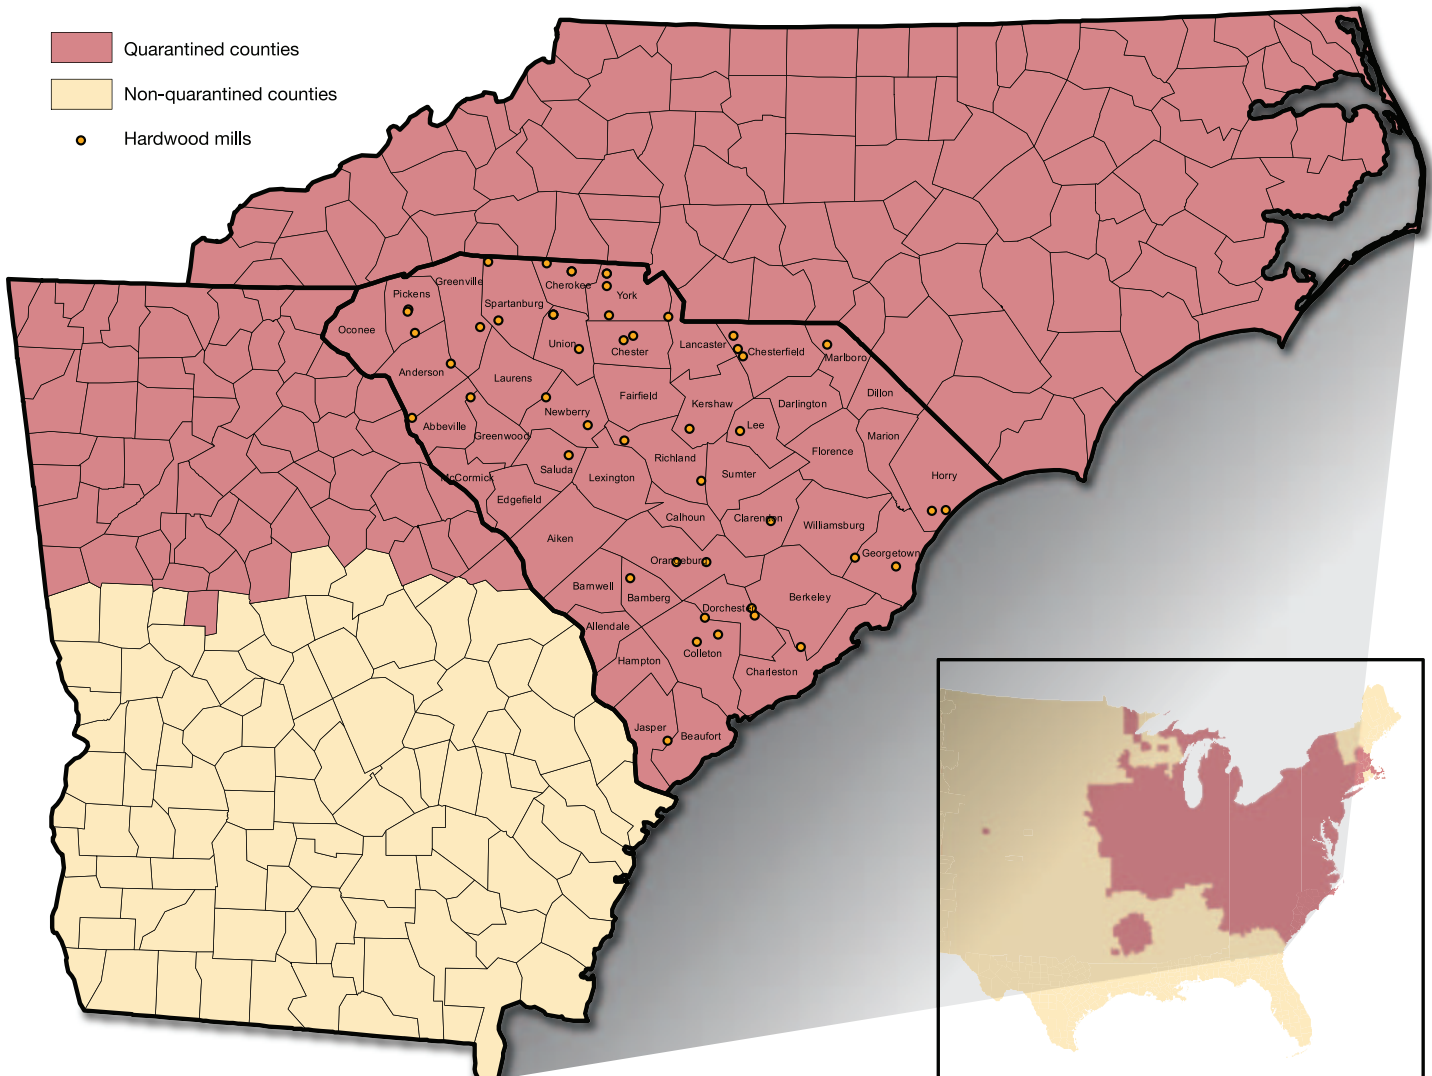 Quarantined counties
Non-quarantined counties
Hardwood mills
Greenville
Pickens
Cherokee
York
Spartanburg
Oconee
Union
Chester
Lancaster
Chesterfield
Marlboro
Anderson
Laurens
Fairfield
Kershaw
Darlington
Dillon
Newberry
Abbeville
Greenwood
Lee
Marion
Florence
Saluda
Richland
McCormick
Lexington
Sumter
Horry
Edgefield
Calhoun
Clarendon
Williamsburg
Aiken
Orangeburg
Georgetown
Barnwell
Bamberg
Berkeley
Dorchester
Allendale
Colleton
Hampton
Charleston
Jasper
Beaufort